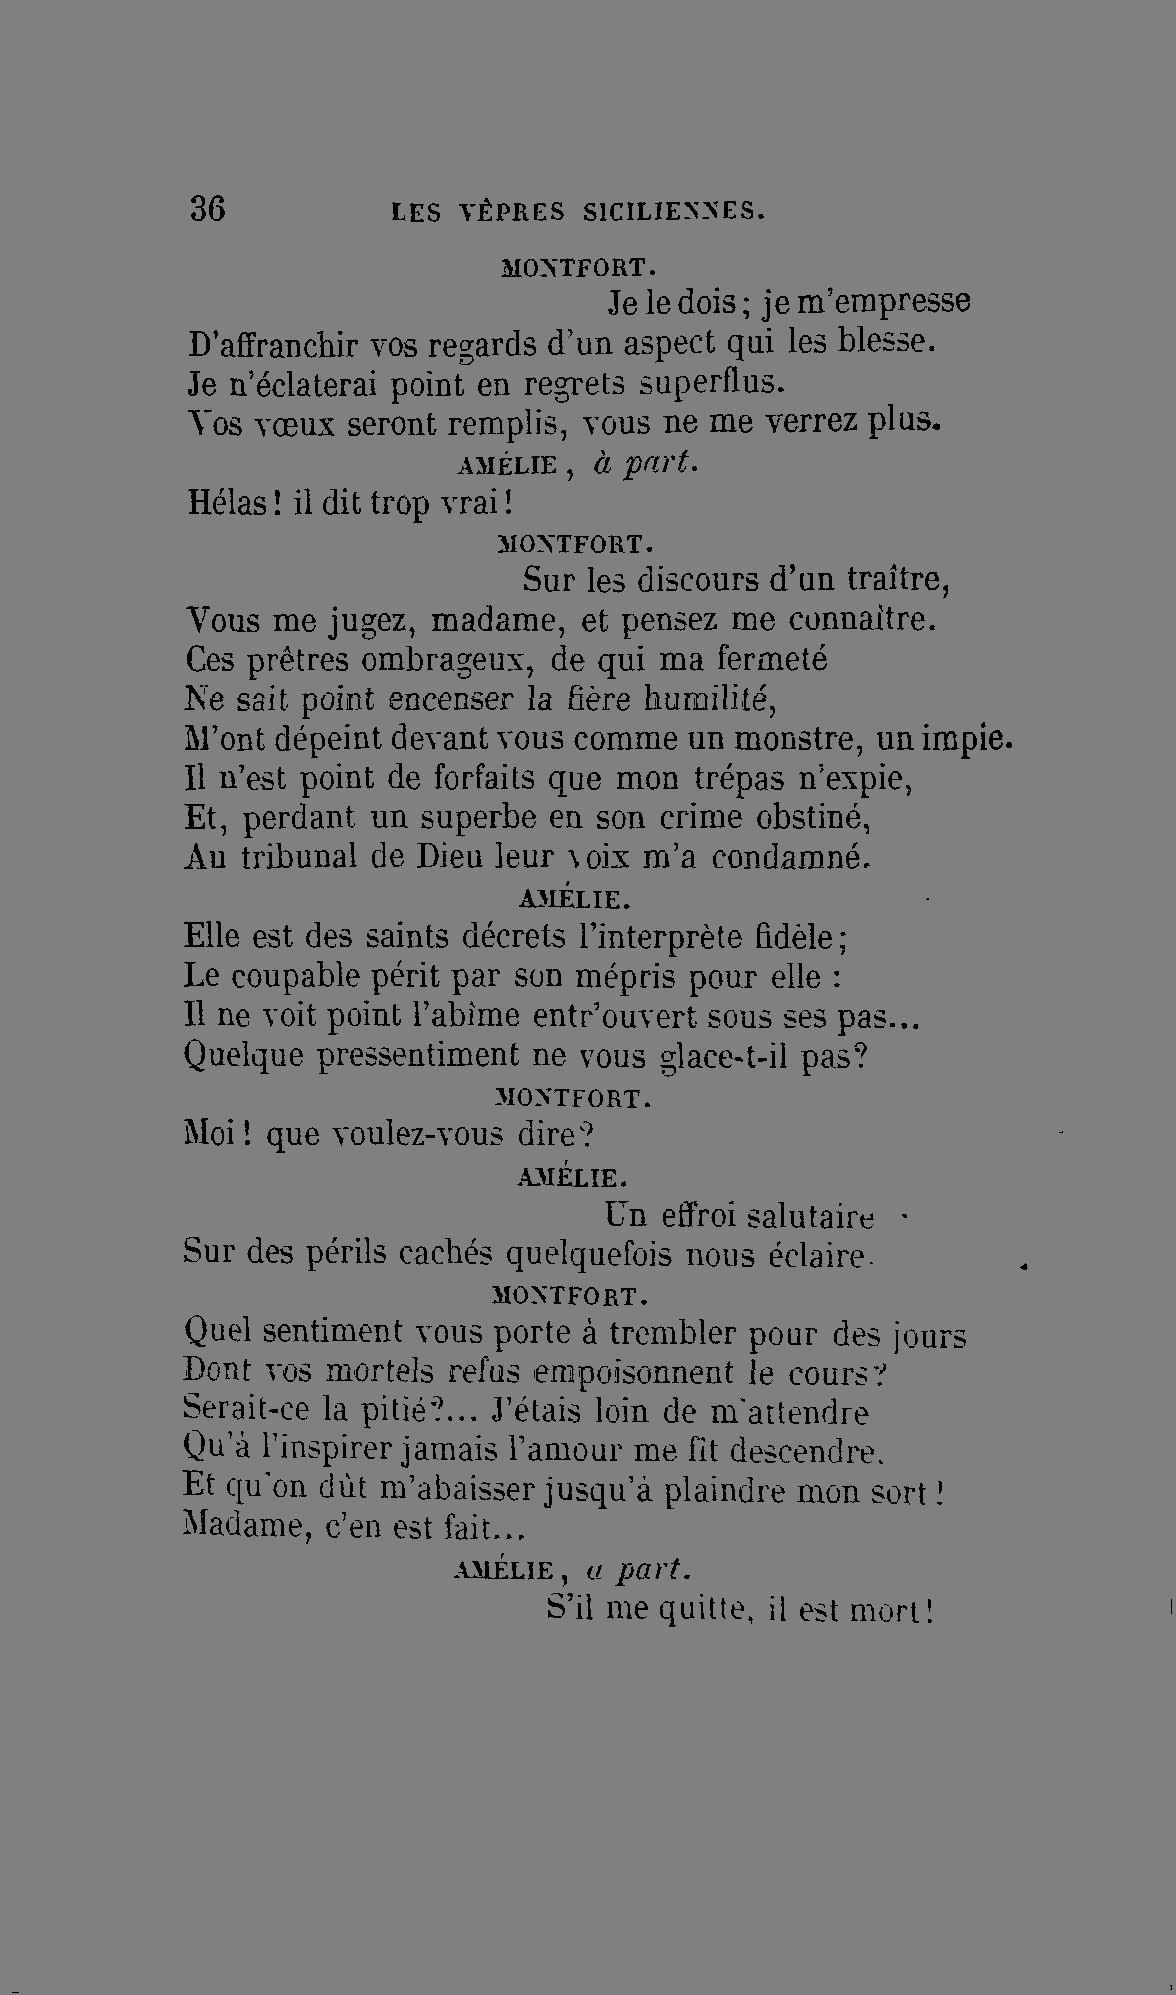 36 LES VÊPRES SICILIENNES.
MONTFORT.
Je le dois ; je m'empresse
D'affranchir vos regards d'un aspect qui les blesse.
Je n'éclaterai point en regrets superflus.
Vos vœux seront remplis, vous ne me verrez plus.
AMÉLIE, à part.
Hélas ! il dit trop vrai !
MONTFORT.
Sur les discours d'un traître,
Vous me jugez, madame, et pensez me connaître.
Ces prêtres ombrageux, de qui ma fermeté
Ne sait point encenser la fière humilité,
M'ont dépeint devant vous comme un monstre, un impie.
Il n'est point de forfaits que mon trépas n'expie,
Et, perdant un superbe en son crime obstiné,
Au tribunal de Dieu leur voix m'a condamné.
AMÉLIE.
Elle est des saints décrets l'interprète fidèle ;
Le coupable périt par son mépris pour elle :
Il ne voit point l'abîme entr'ouvert sous ses pas...
Quelque pressentiment ne vous glace-t-il pas ?
MONTFORT.
Moi ! que voulez-vous dire ?
AMÉLIE.
Un effroi salutaire
Sur des périls cachés quelquefois nous éclaire.
MONTFORT.
Quel sentiment vous porte à trembler pour des jours
Dont vos mortels refus empoisonnent le cours ?
Serait-ce la pitié ?... J'étais loin de m'attendre
Qu'à l'inspirer jamais l'amour me fît descendre.
Et qu'on dût m'abaisser jusqu'à plaindre mon sort !
Madame, c'en est fait...
AMÉLIE, a part.
S'il me quitte, il est mort !